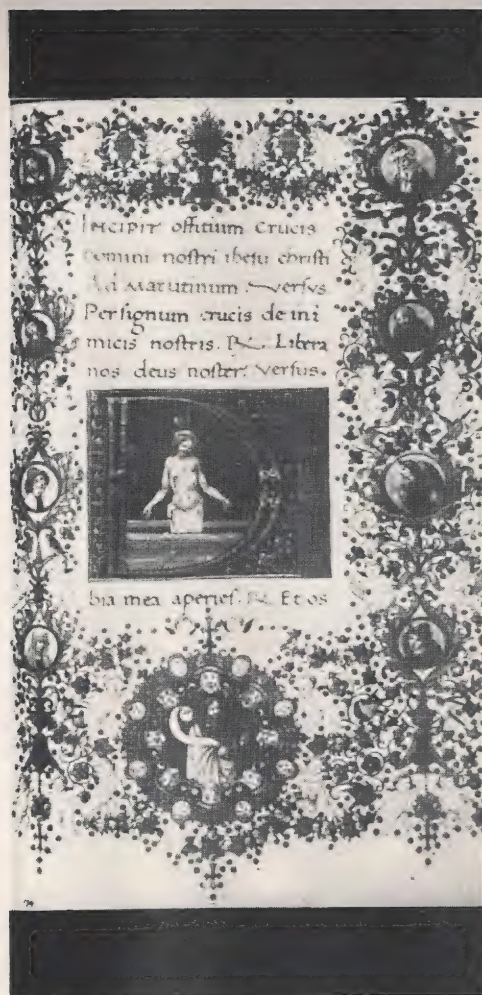 INCIPIT offitium Crucis
Domini nostri ihesu christi
Ad Matutinum Versus
Per signum crucis de ini
micis nostris. R. Libera
nos deus noster. Versus.
bia mea aperies. R. Et os